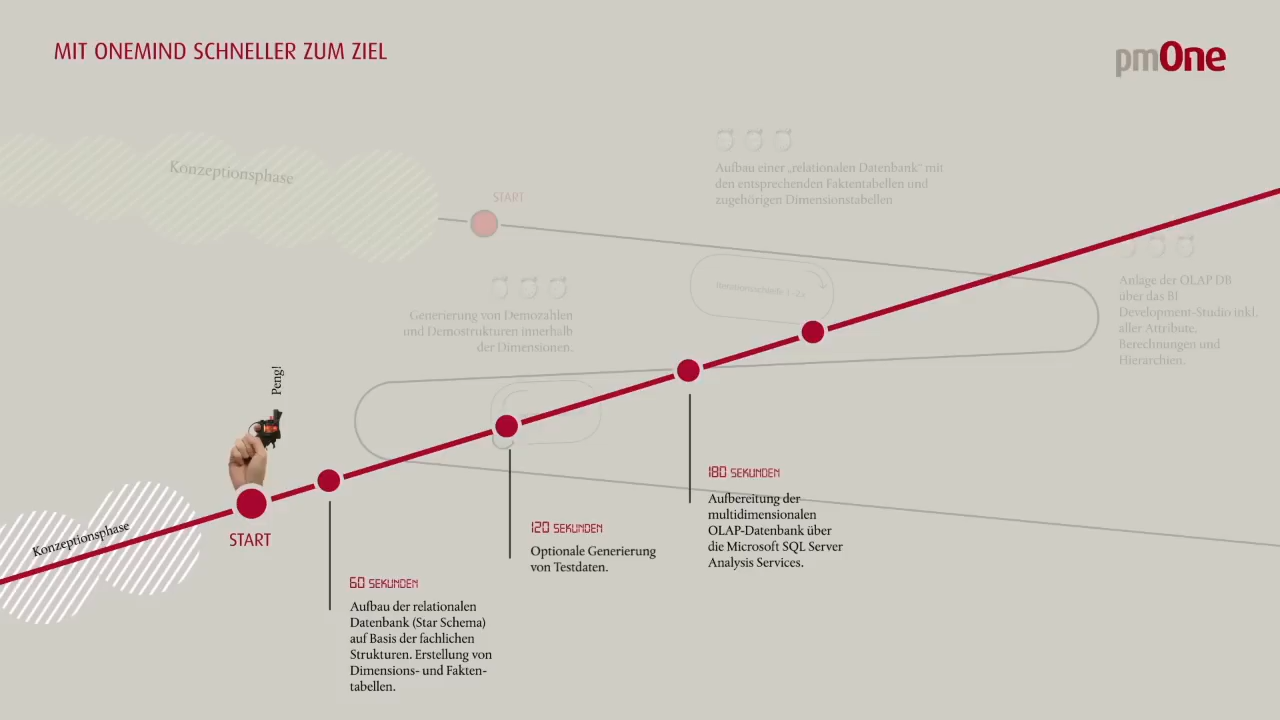 MIT ONEMIND SCHNELLER ZUM ZIEL
pmOne
Konzeptionsphase
START
Aufbau einer „relationalen Datenbank“ mit
den entsprechenden Faktentabellen und
zugehörigen Dimensionstabellen
Iterationsschleife 1-2x
Anlage der OLAP DB
über das BI
Development-Studio inkl.
aller Attribute,
Berechnungen und
Hierarchien.
Generierung von Demozahlen
und Demostrukturen innerhalb
der Dimensionen.
Peng!
Konzeptionsphase
START
60 SEKUNDEN
Aufbau der relationalen
Datenbank (Star Schema)
auf Basis der fachlichen
Strukturen. Erstellung von
Dimensions- und Fakten-
tabellen.
120 SEKUNDEN
Optionale Generierung
von Testdaten.
180 SEKUNDEN
Aufbereitung der
multidimensionalen
OLAP-Datenbank über
die Microsoft SQL Server
Analysis Services.